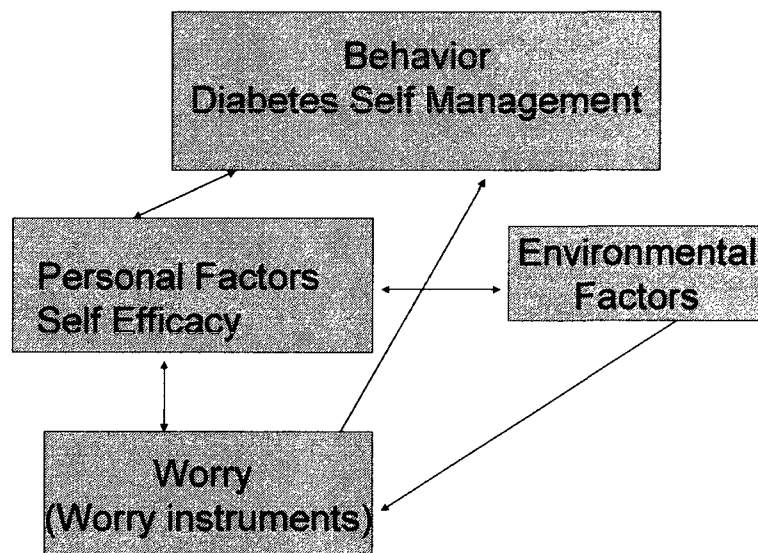 Behavior
Diabetes Self Management
Personal Factors
Self Efficacy
Environmental
Factors
Worry
(Worry instruments)